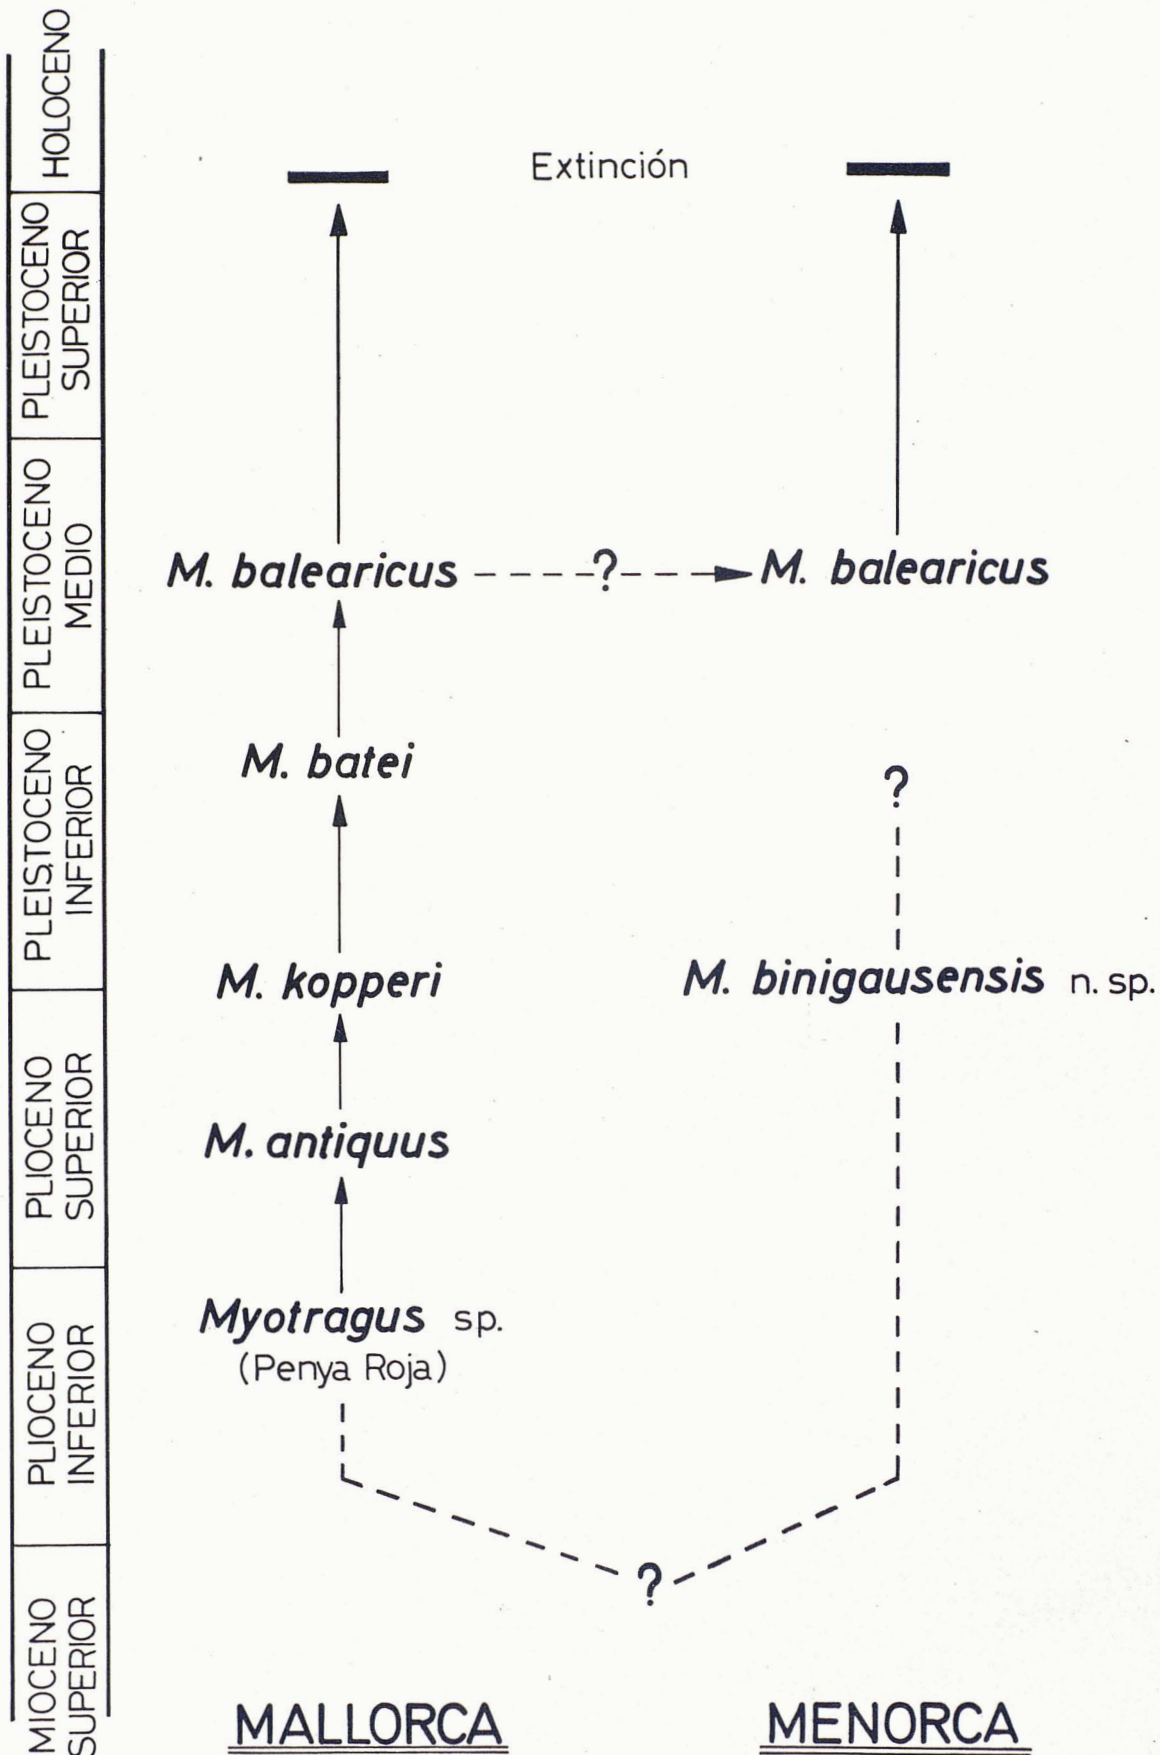 HOLOCENO
PLEISTOCENO
SUPERIOR
PLEISTOCENO
MEDIO
PLEISTOCENO
INFERIOR
PLIOCENO
SUPERIOR
PLIOCENO
INFERIOR
MIOCENO
SUPERIOR
Extinción
M. balearicus ? M. balearicus
M. batei
?
M. kopperi
M. binigausensis n. sp.
M. antiquus
Myotragus sp.
(Penya Roja)
?
MALLORCA
MENORCA